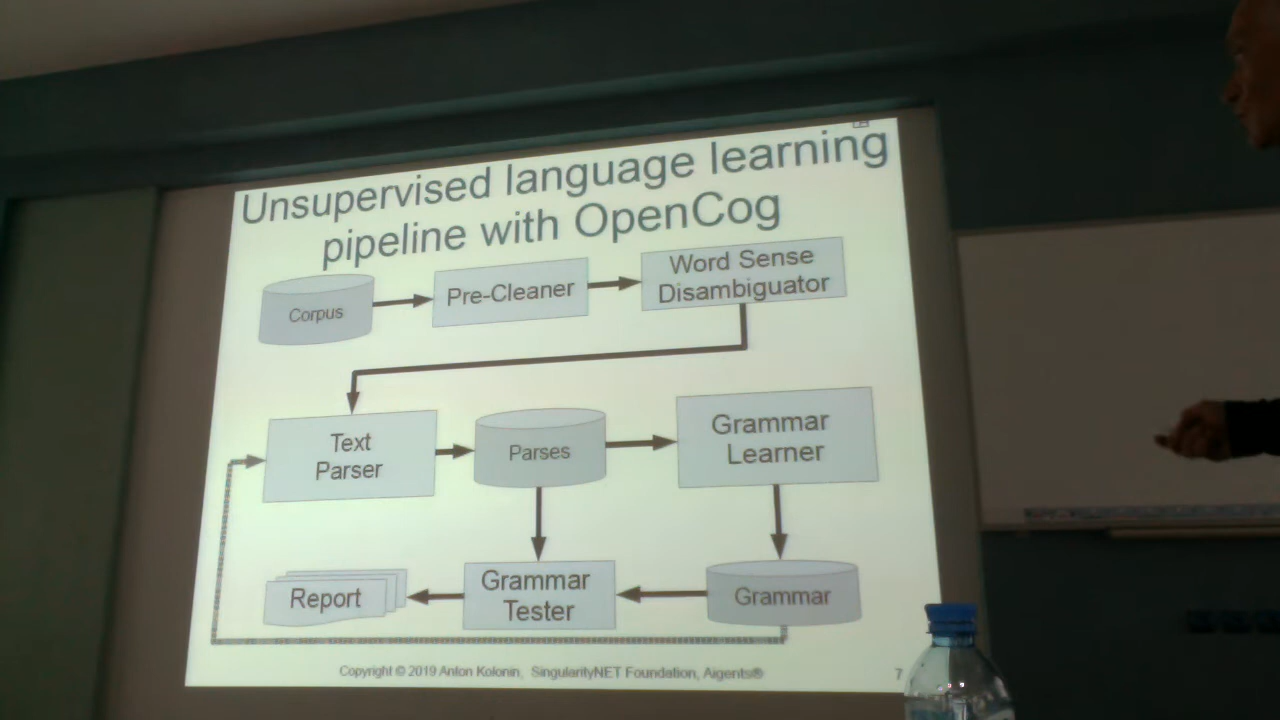 Unsupervised language learning
pipeline with OpenCog
Corpus
Pre-Cleaner
Word Sense
Disambiguator
Text
Parser
Parses
Grammar
Learner
Report
Grammar
Tester
Grammar
Copyright © 2019 Anton Kolonin, SingularityNET Foundation, Aigents®
7